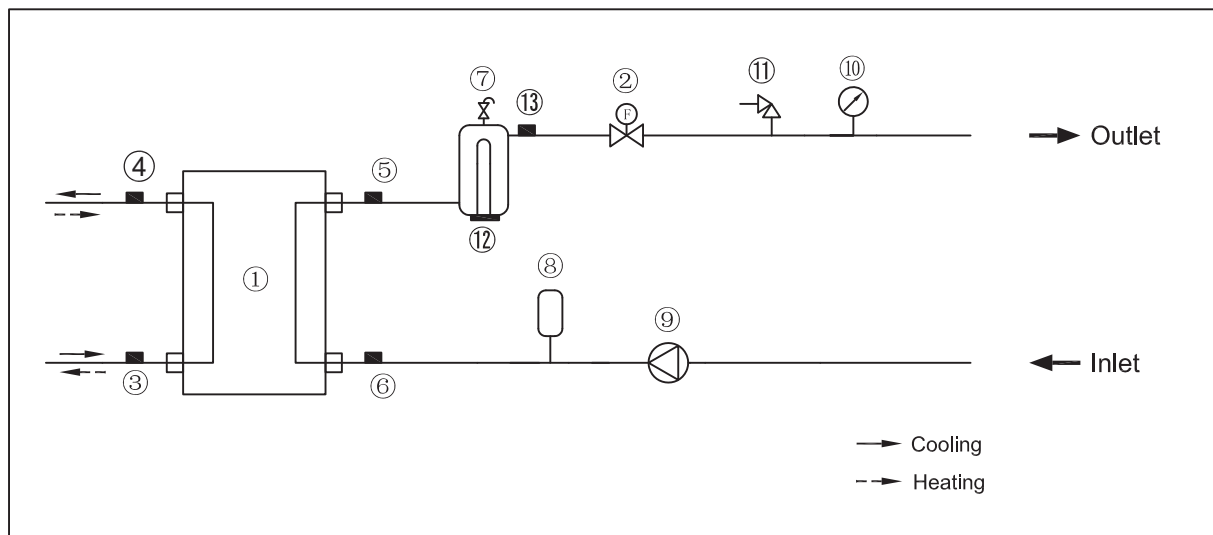 ⑦
⑬
②
F
⑪
⑩
Outlet
④
⑤
⑫
①
⑧
⑨
③
⑥
Inlet
Cooling
Heating